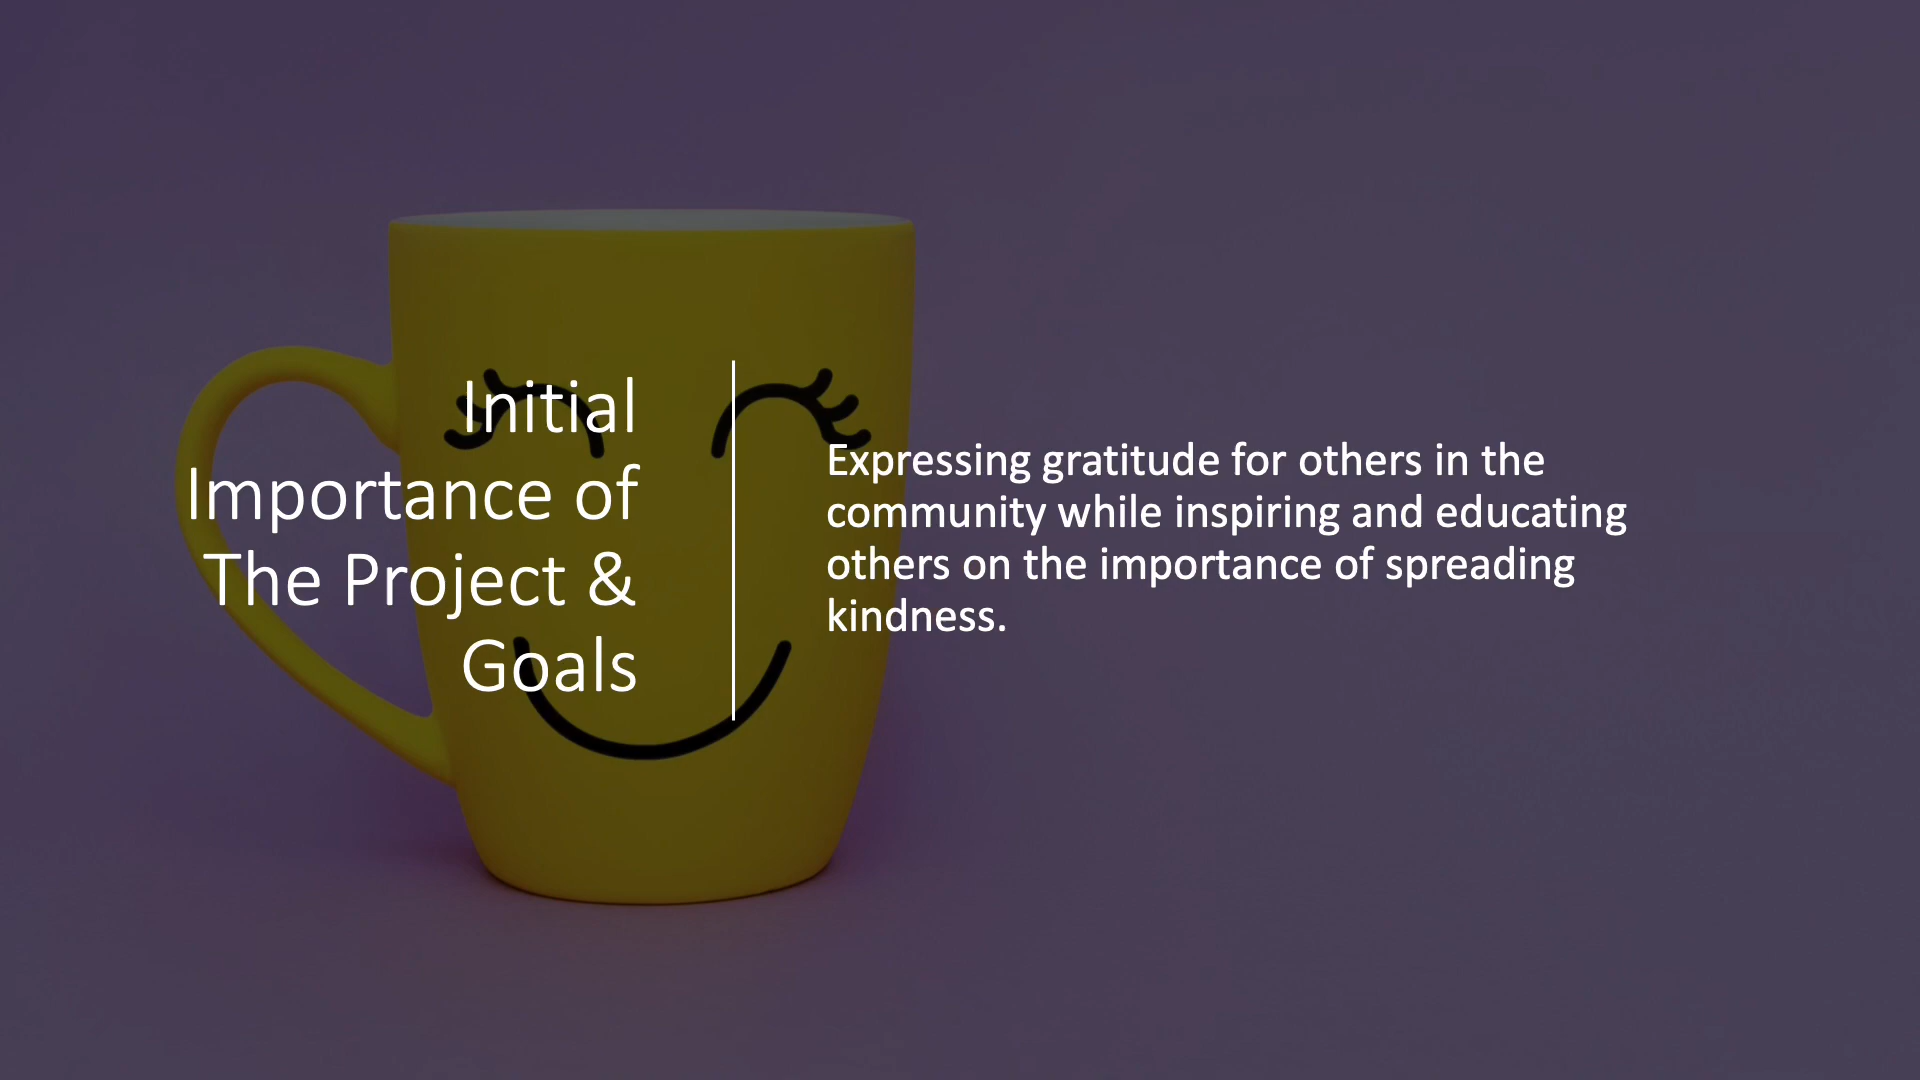 Initial
Importance of
The Project &
Goals
Expressing gratitude for others in the
community while inspiring and educating
others on the importance of spreading
kindness.